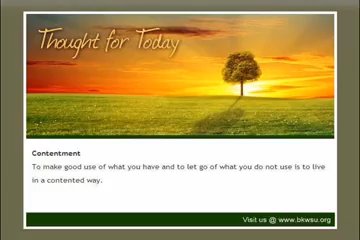 Thought for Today
Contentment
To make good use of what you have and to let go of what you do not use is to live
in a contented way.
Visit us @ www.bkwsu.org